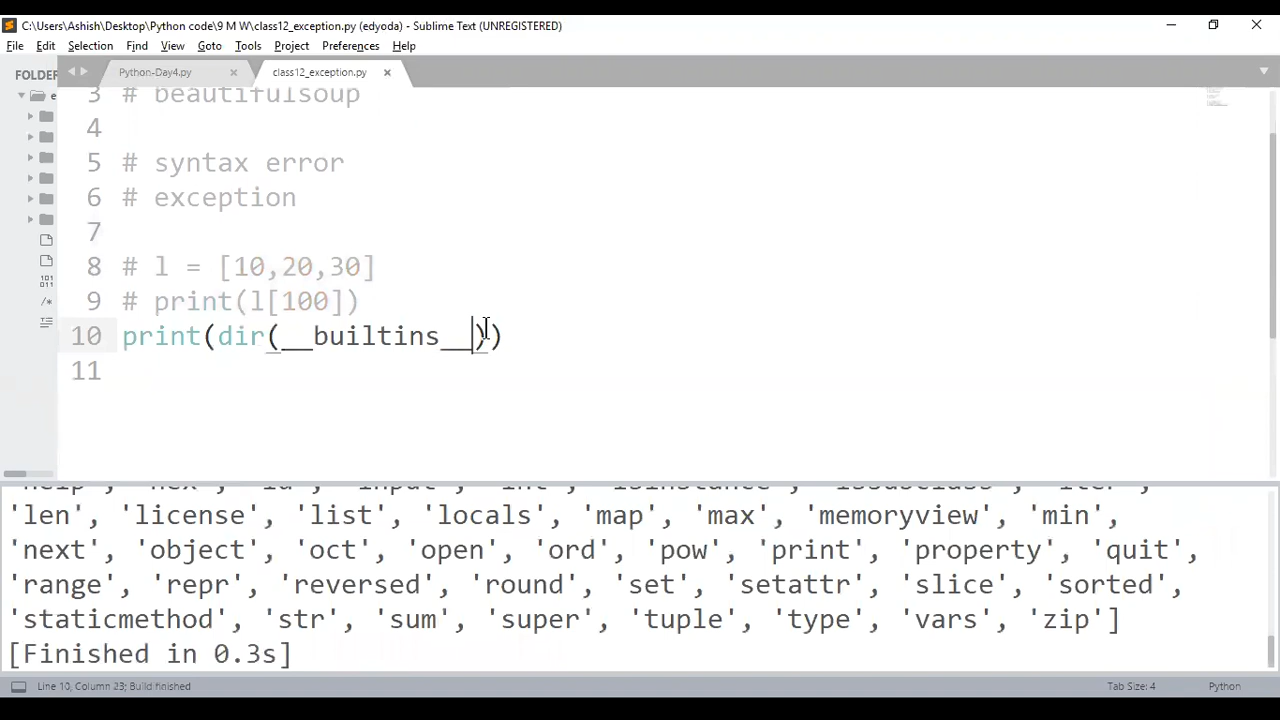 C:\Users\Ashish\Desktop\Python code\9 M W\class12_exception.py (edyoda) - Sublime Text (UNREGISTERED)
File Edit Selection Find View Goto Tools Project Preferences Help
FOLDER Python-Day4.py class12_exception.py
3 # beautifulsoup
4
5 # syntax error
6 # exception
7
8 # l = [10,20,30]
9 # print(l[100])
10 print(dir(__builtins__))
11
'help', 'hex', 'id', 'input', 'int', 'isinstance', 'issubclass', 'iter',
'len', 'license', 'list', 'locals', 'map', 'max', 'memoryview', 'min',
'next', 'object', 'oct', 'open', 'ord', 'pow', 'print', 'property', 'quit',
'range', 'repr', 'reversed', 'round', 'set', 'setattr', 'slice', 'sorted',
'staticmethod', 'str', 'sum', 'super', 'tuple', 'type', 'vars', 'zip']
[Finished in 0.3s]
Line 10, Column 23; Build finished Tab Size: 4 Python